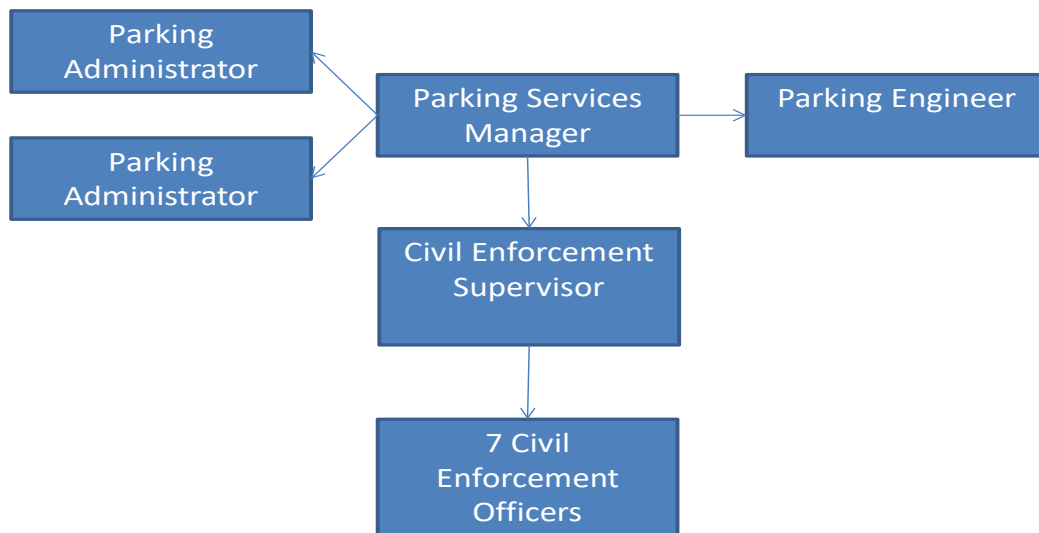 Parking
Administrator
Parking Services
Manager
Parking Engineer
Parking
Administrator
Civil Enforcement
Supervisor
7 Civil
Enforcement
Officers